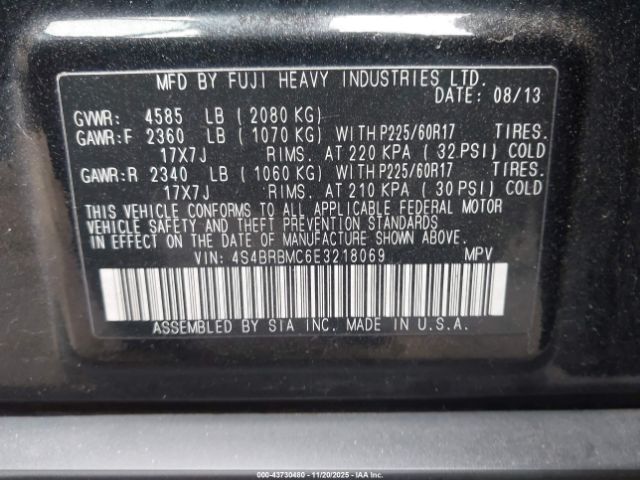 MFD BY FUJI HEAVY INDUSTRIES LTD.
DATE: 08/13
GVWR: 4585 LB ( 2080 KG)
GAWR:F 2360 LB ( 1070 KG) WITH P225/60R17 TIRES.
17X7J RIMS. AT 220 KPA ( 32 PSI) COLD
GAWR:R 2340 LB ( 1060 KG) WITH P225/60R17 TIRES.
17X7J RIMS. AT 210 KPA ( 30 PSI) COLD
THIS VEHICLE CONFORMS TO ALL APPLICABLE FEDERAL MOTOR
VEHICLE SAFETY AND THEFT PREVENTION STANDARDS
IN EFFECT ON THE DATE OF MANUFACTURE SHOWN ABOVE.
VIN: 4S4BRBMC6E3218069 MPV
ASSEMBLED BY SIA INC. MAINT IN U.S.A.
000-43730480 - 11/20/2025 - IAAI.COM